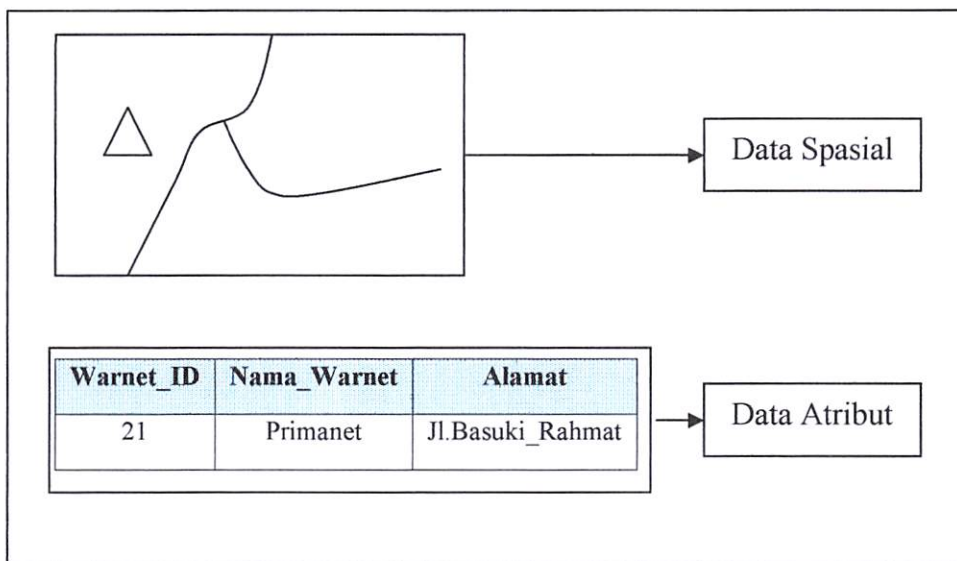 Data Spasial
Warnet_ID Nama_Warnet Alamat
21 Primanet Jl.Basuki_Rahmat
Data Atribut